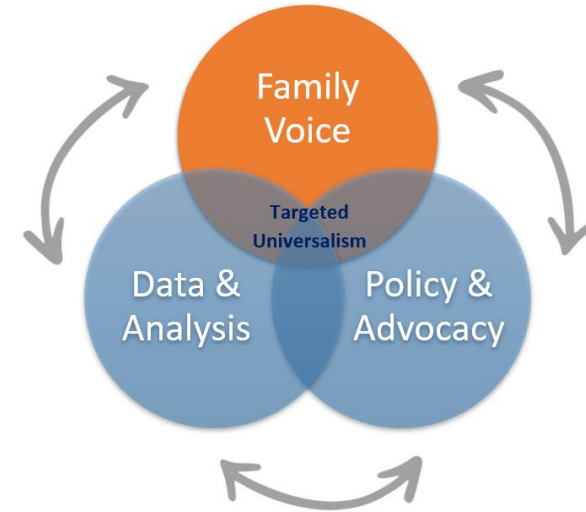 Family
Voice
Targeted
Universalism
Data &
Analysis
Policy &
Advocacy